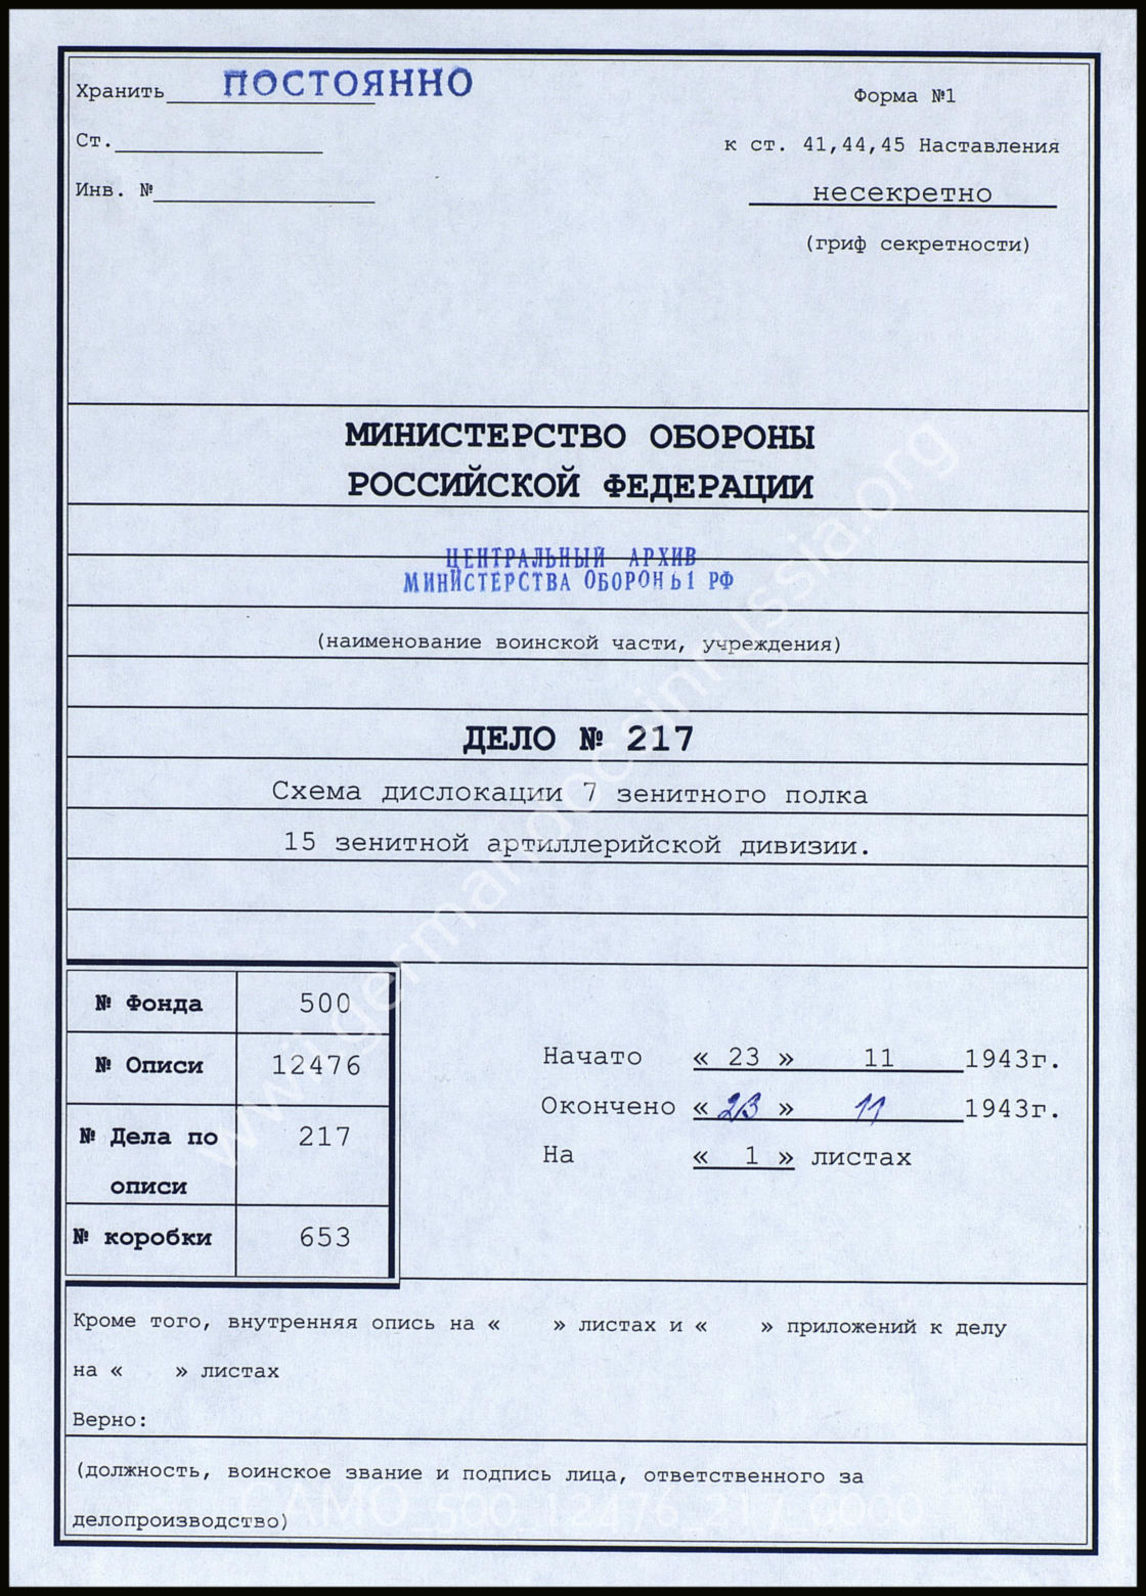 Хранить ПОСТОЯННО
Форма №1
Ст.
к ст. 41,44,45 Наставления
Инв. №
несекретно
(гриф секретности)
МИНИСТЕРСТВО ОБОРОНЫ
РОССИЙСКОЙ ФЕДЕРАЦИИ
ЦЕНТРАЛЬНЫЙ АРХИВ
МИНИСТЕРСТВА ОБОРОНЫ РФ
(наименование воинской части, учреждения)
ДЕЛО № 217
Схема дислокации 7 зенитного полка
15 зенитной артиллерийской дивизии.
№ Фонда 500
№ Описи 12476
№ Дела по описи 217
№ коробки 653
Начато « 23 » 11 1943г.
Окончено « 23 » 11 1943г.
На « 1 » листах
Кроме того, внутренняя опись на « » листах и « » приложений к делу
на « » листах
Верно:
(должность, воинское звание и подпись лица, ответственного за
делопроизводство)
www.germandocsinrussia.org
CAMO_500_12476_217_0000